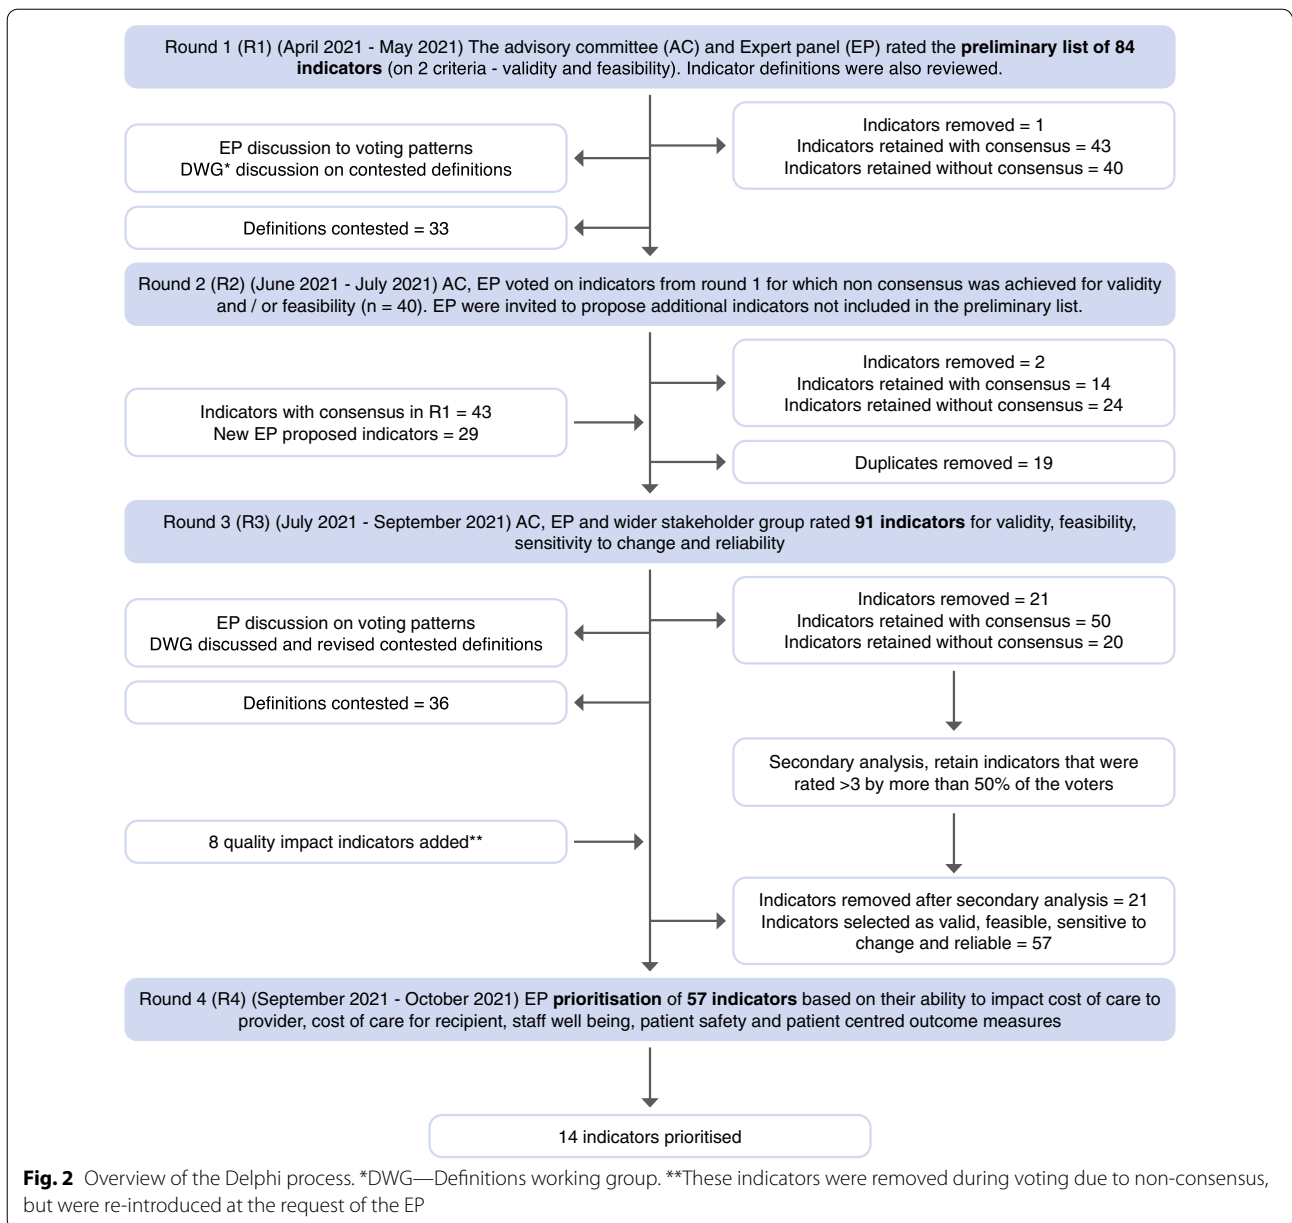 Round 1 (R1) (April 2021 - May 2021) The advisory committee (AC) and Expert panel (EP) rated the preliminary list of 84
indicators (on 2 criteria - validity and feasibility). Indicator definitions were also reviewed.
EP discussion to voting patterns
DWG* discussion on contested definitions
Indicators removed = 1
Indicators retained with consensus = 43
Indicators retained without consensus = 40
Definitions contested = 33
Round 2 (R2) (June 2021 - July 2021) AC, EP voted on indicators from round 1 for which non consensus was achieved for validity
and / or feasibility (n = 40). EP were invited to propose additional indicators not included in the preliminary list.
Indicators removed = 2
Indicators retained with consensus = 14
Indicators retained without consensus = 24
Indicators with consensus in R1 = 43
New EP proposed indicators = 29
Duplicates removed = 19
Round 3 (R3) (July 2021 - September 2021) AC, EP and wider stakeholder group rated 91 indicators for validity, feasibility,
sensitivity to change and reliability
EP discussion on voting patterns
DWG discussed and revised contested definitions
Indicators removed = 21
Indicators retained with consensus = 50
Indicators retained without consensus = 20
Definitions contested = 36
Secondary analysis, retain indicators that were
rated >3 by more than 50% of the voters
8 quality impact indicators added**
Indicators removed after secondary analysis = 21
Indicators selected as valid, feasible, sensitive to
change and reliable = 57
Round 4 (R4) (September 2021 - October 2021) EP prioritisation of 57 indicators based on their ability to impact cost of care to
provider, cost of care for recipient, staff well being, patient safety and patient centred outcome measures
14 indicators prioritised
Fig. 2 Overview of the Delphi process. *DWG—Definitions working group. **These indicators were removed during voting due to non-consensus,
but were re-introduced at the request of the EP